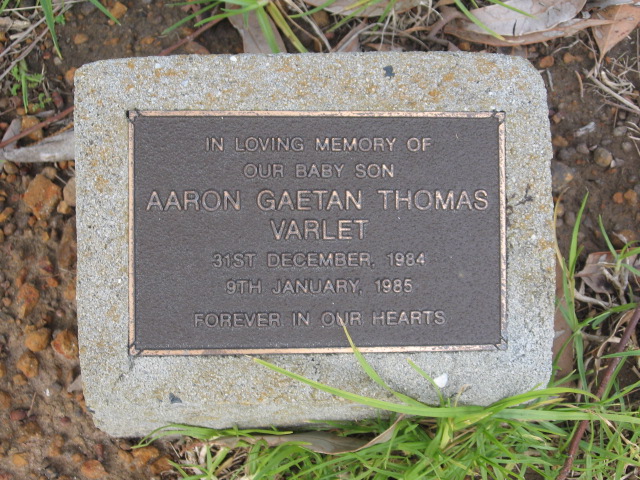 IN LOVING MEMORY OF
OUR BABY SON
AARON GAETAN THOMAS
VARLET
31ST DECEMBER, 1984
9TH JANUARY, 1985
FOREVER IN OUR HEARTS